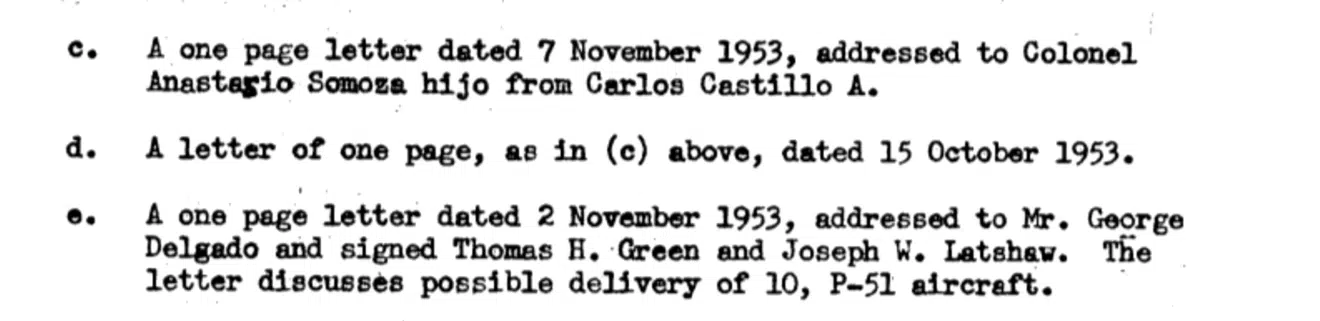 c. A one page letter dated 7 November 1953, addressed to Colonel
Anastasio Somoza hijo from Carlos Castillo A.
d. A letter of one page, as in (c) above, dated 15 October 1953.
e. A one page letter dated 2 November 1953, addressed to Mr. George
Delgado and signed Thomas H. Green and Joseph W. Latshaw. The
letter discusses possible delivery of 10, P-51 aircraft.